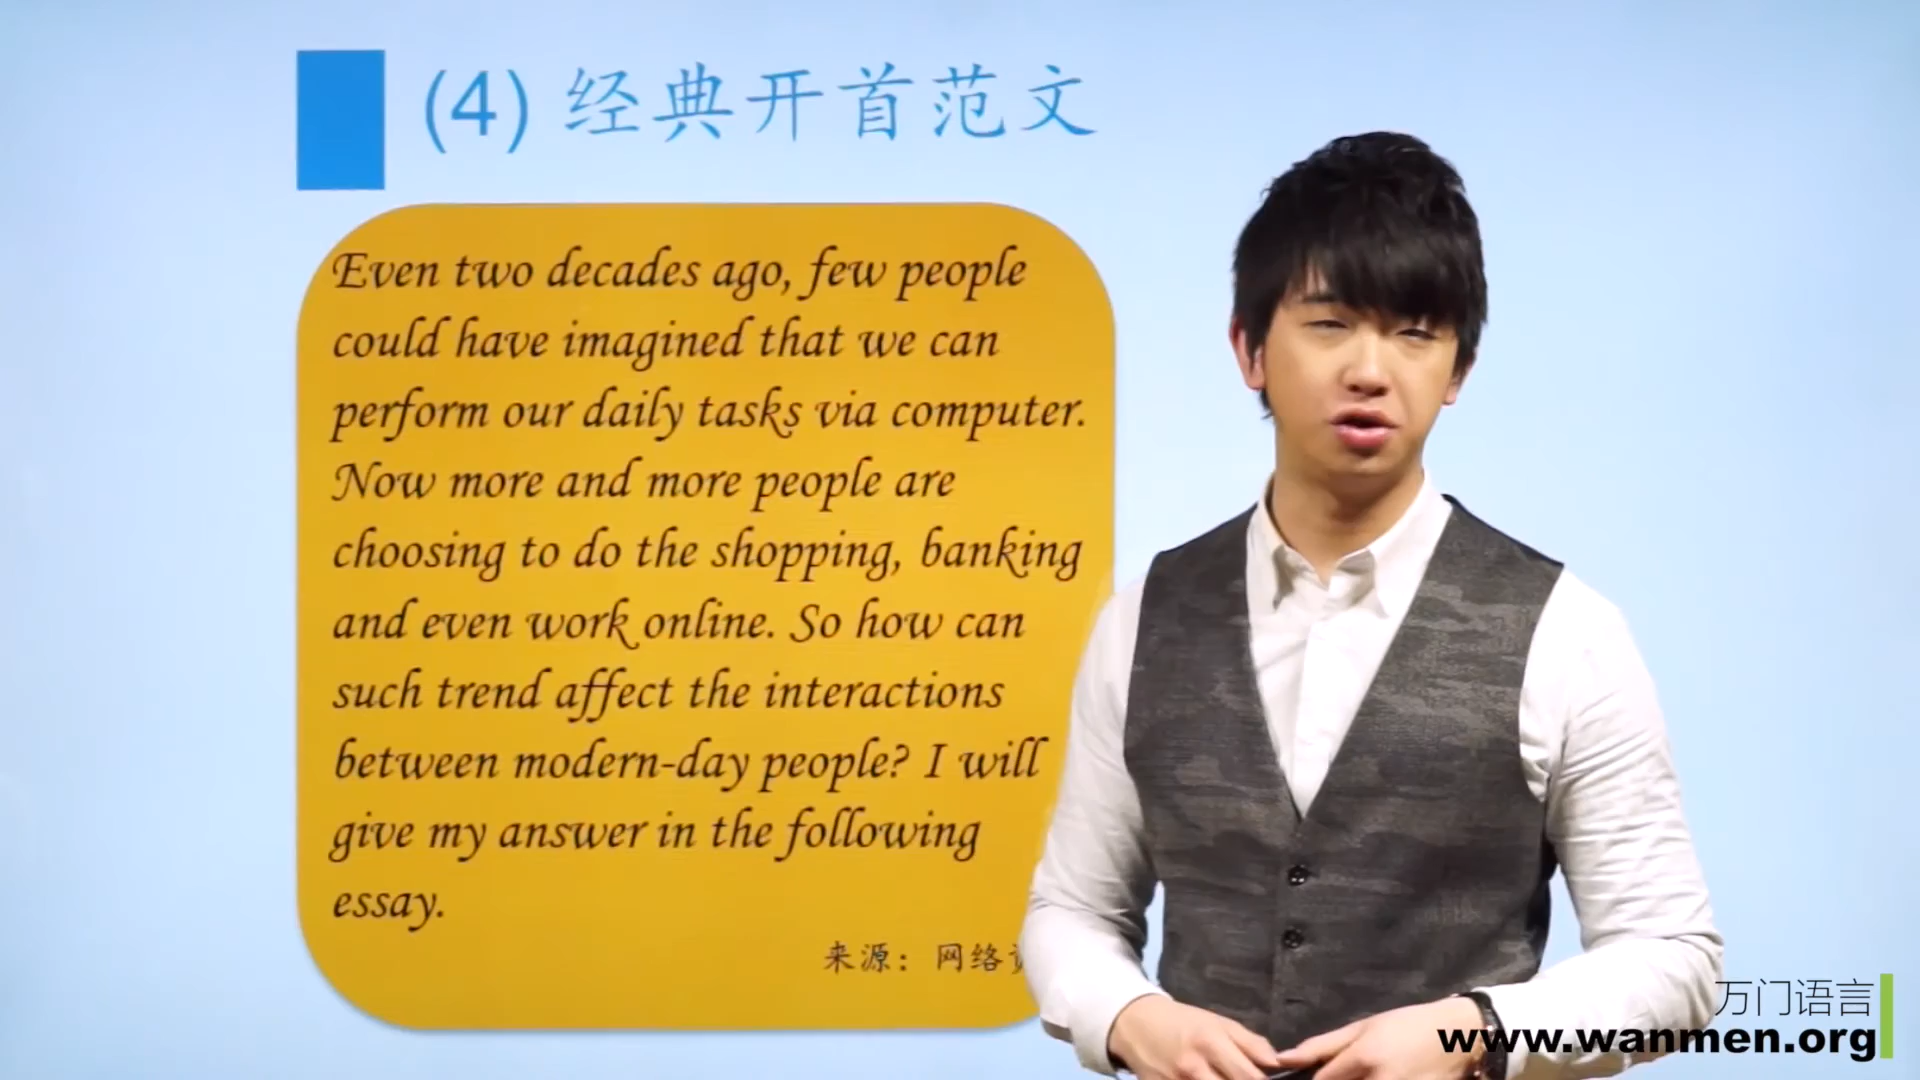 (4) 经典开首范文
Even two decades ago, few people
could have imagined that we can
perform our daily tasks via computer.
Now more and more people are
choosing to do the shopping, banking
and even work online. So how can
such trend affect the interactions
between modern-day people? I will
give my answer in the following
essay.
来源：网络
万门语言
www.wanmen.org